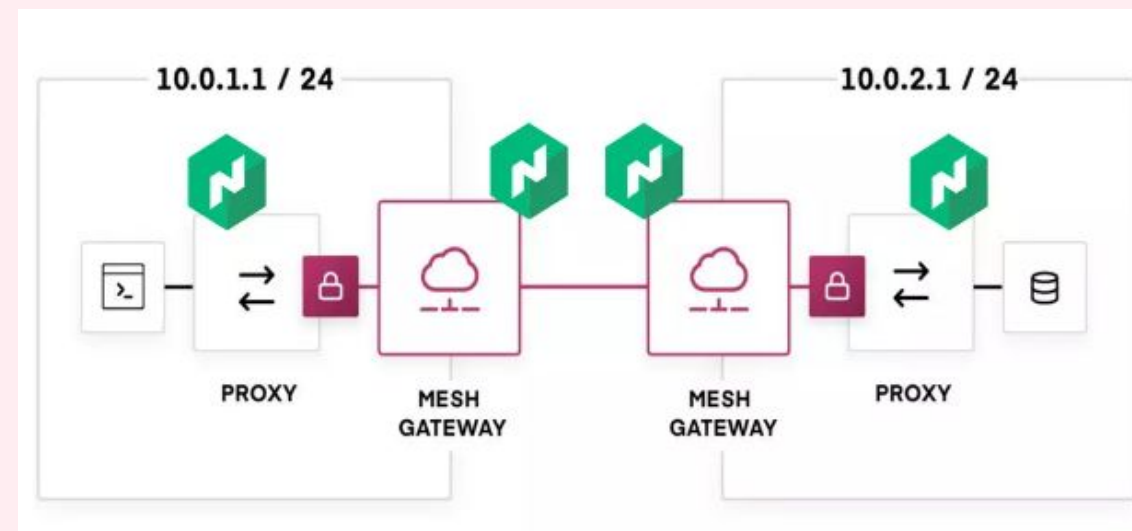 10.0.1.1 / 24
10.0.2.1 / 24
PROXY
MESH
GATEWAY
MESH
GATEWAY
PROXY